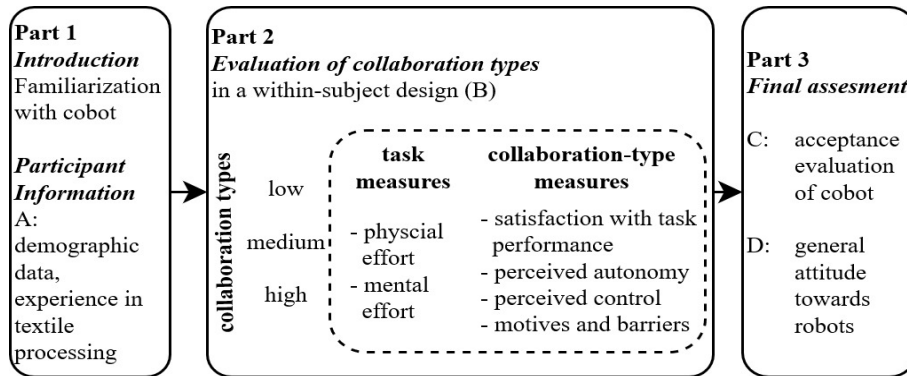 Part 1
Introduction
Familiarization
with cobot
Participant
Information
A:
demographic
data,
experience in
textile
processing
Part 2
Evaluation of collaboration types
in a within-subject design (B)
collaboration types
low
medium
high
task
measures
- physcial
effort
- mental
effort
collaboration-type
measures
- satisfaction with task
performance
- perceived autonomy
- perceived control
- motives and barriers
Part 3
Final assesment
C: acceptance
evaluation
of cobot
D: general
attitude
towards
robots